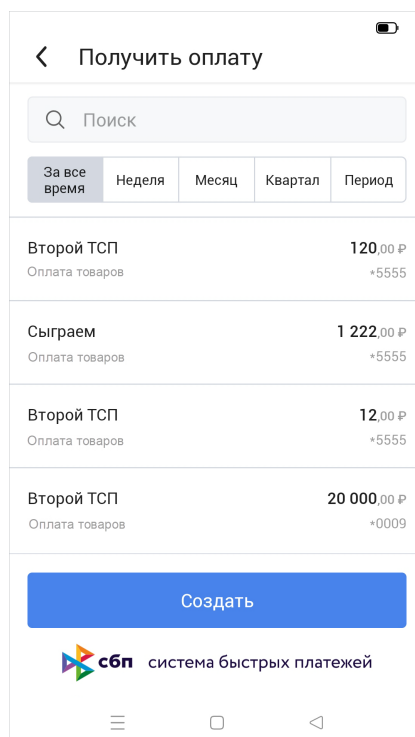 Получить оплату
Поиск
За все
время
Неделя
Месяц
Квартал
Период
Второй ТСП
120,00 ₽
Оплата товаров
*5555
Сыграем
1 222,00 ₽
Оплата товаров
*5555
Второй ТСП
12,00 ₽
Оплата товаров
*5555
Второй ТСП
20 000,00 ₽
Оплата товаров
*0009
Создать
сбп система быстрых платежей